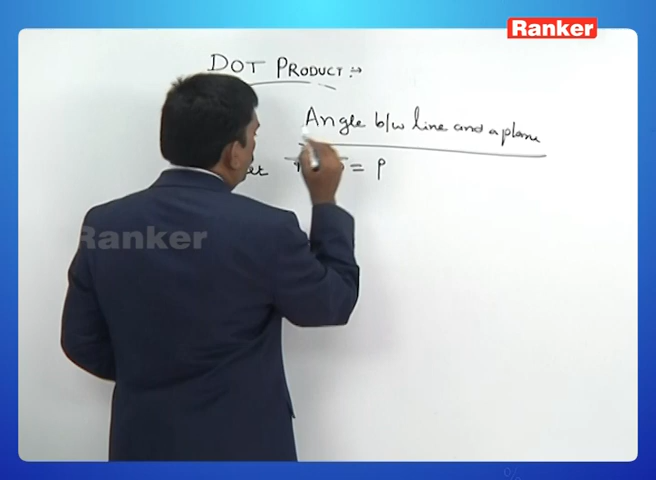 Ranker
DOT PRODUCT :→
Angle b/w line and a plane
= P
Ranker